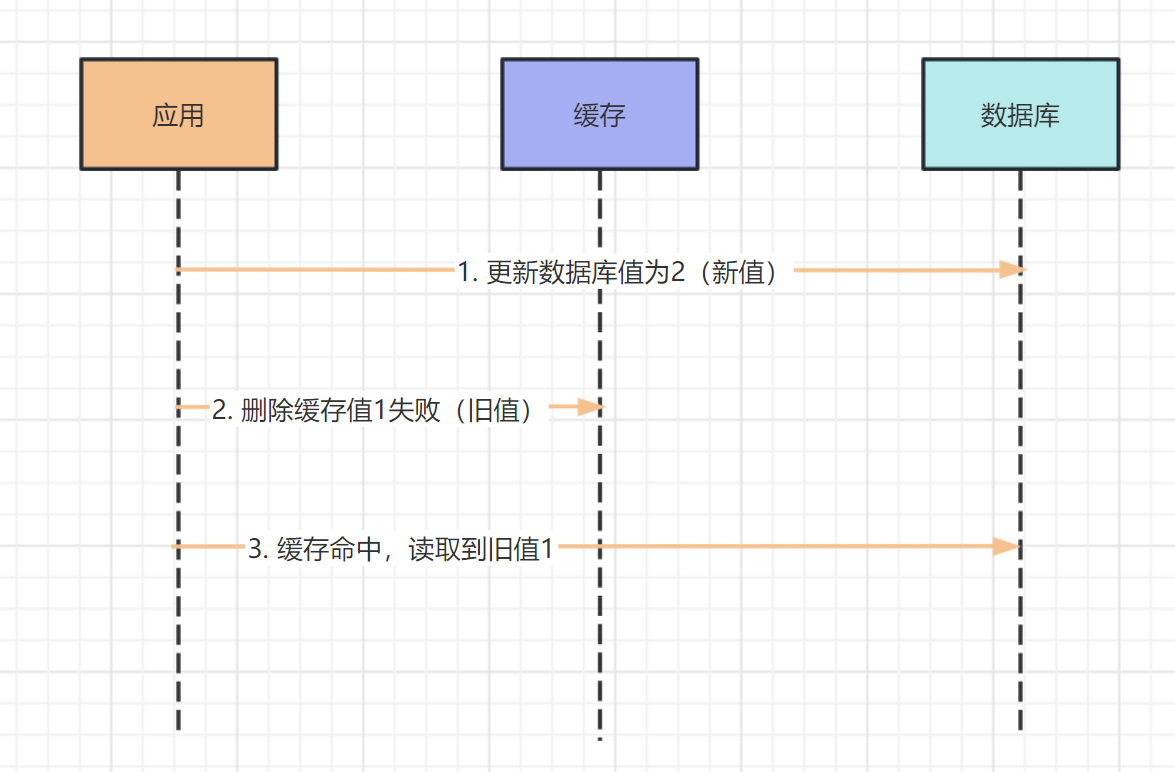 应用
缓存
数据库
1. 更新数据库值为2（新值）
2. 删除缓存值1失败（旧值）
3. 缓存命中，读取到旧值1